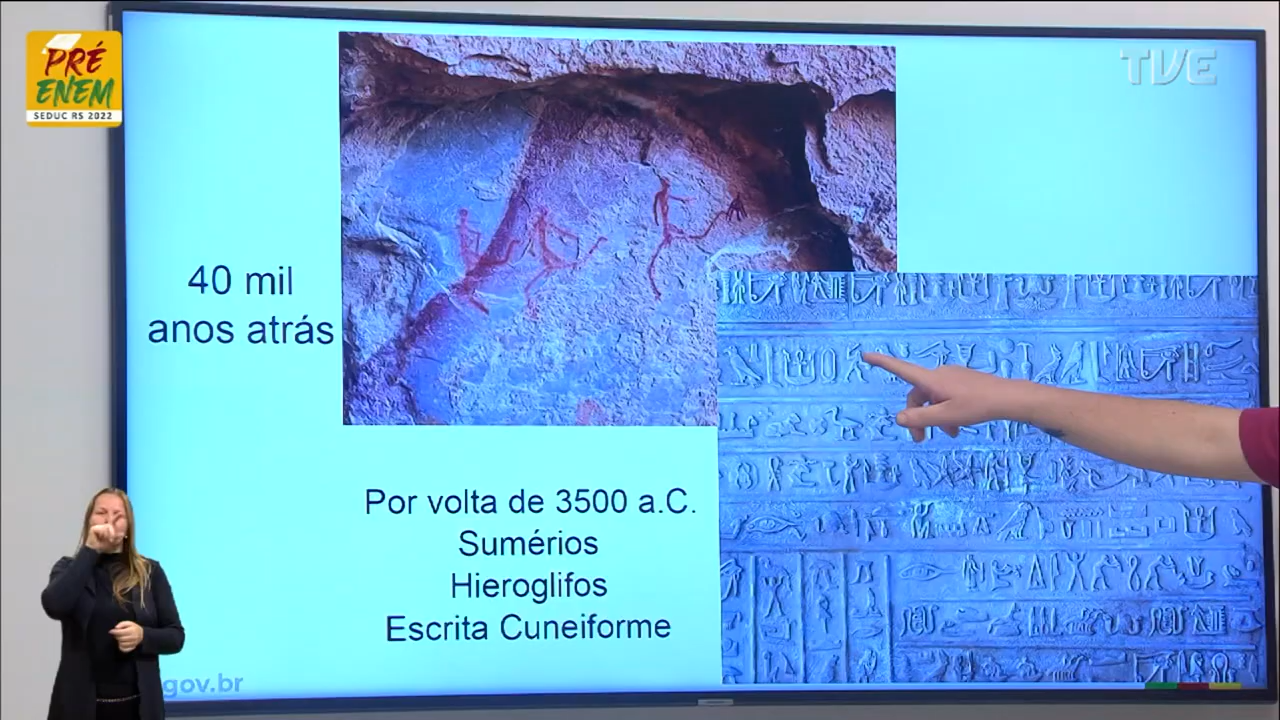 PRÉ
ENEM
SEDUC RS 2022
TVE
40 mil
anos atrás
Por volta de 3500 a.C.
Sumérios
Hieroglifos
Escrita Cuneiforme
gov.br